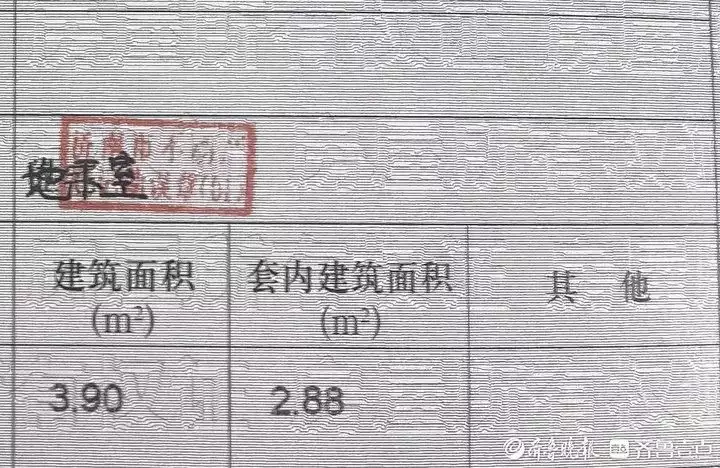 地下室
建筑面积
(m²)
套内建筑面积
(m²)
其 他
3.90
2.88
齐鲁晚报
齐鲁壹点